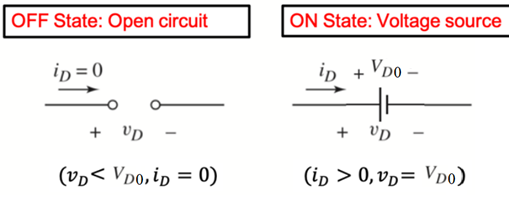 OFF State: Open circuit
i_D = 0
+ v_D −
(v_D < V_D0, i_D = 0)
ON State: Voltage source
i_D + V_D0 −
+ v_D −
(i_D > 0, v_D = V_D0)